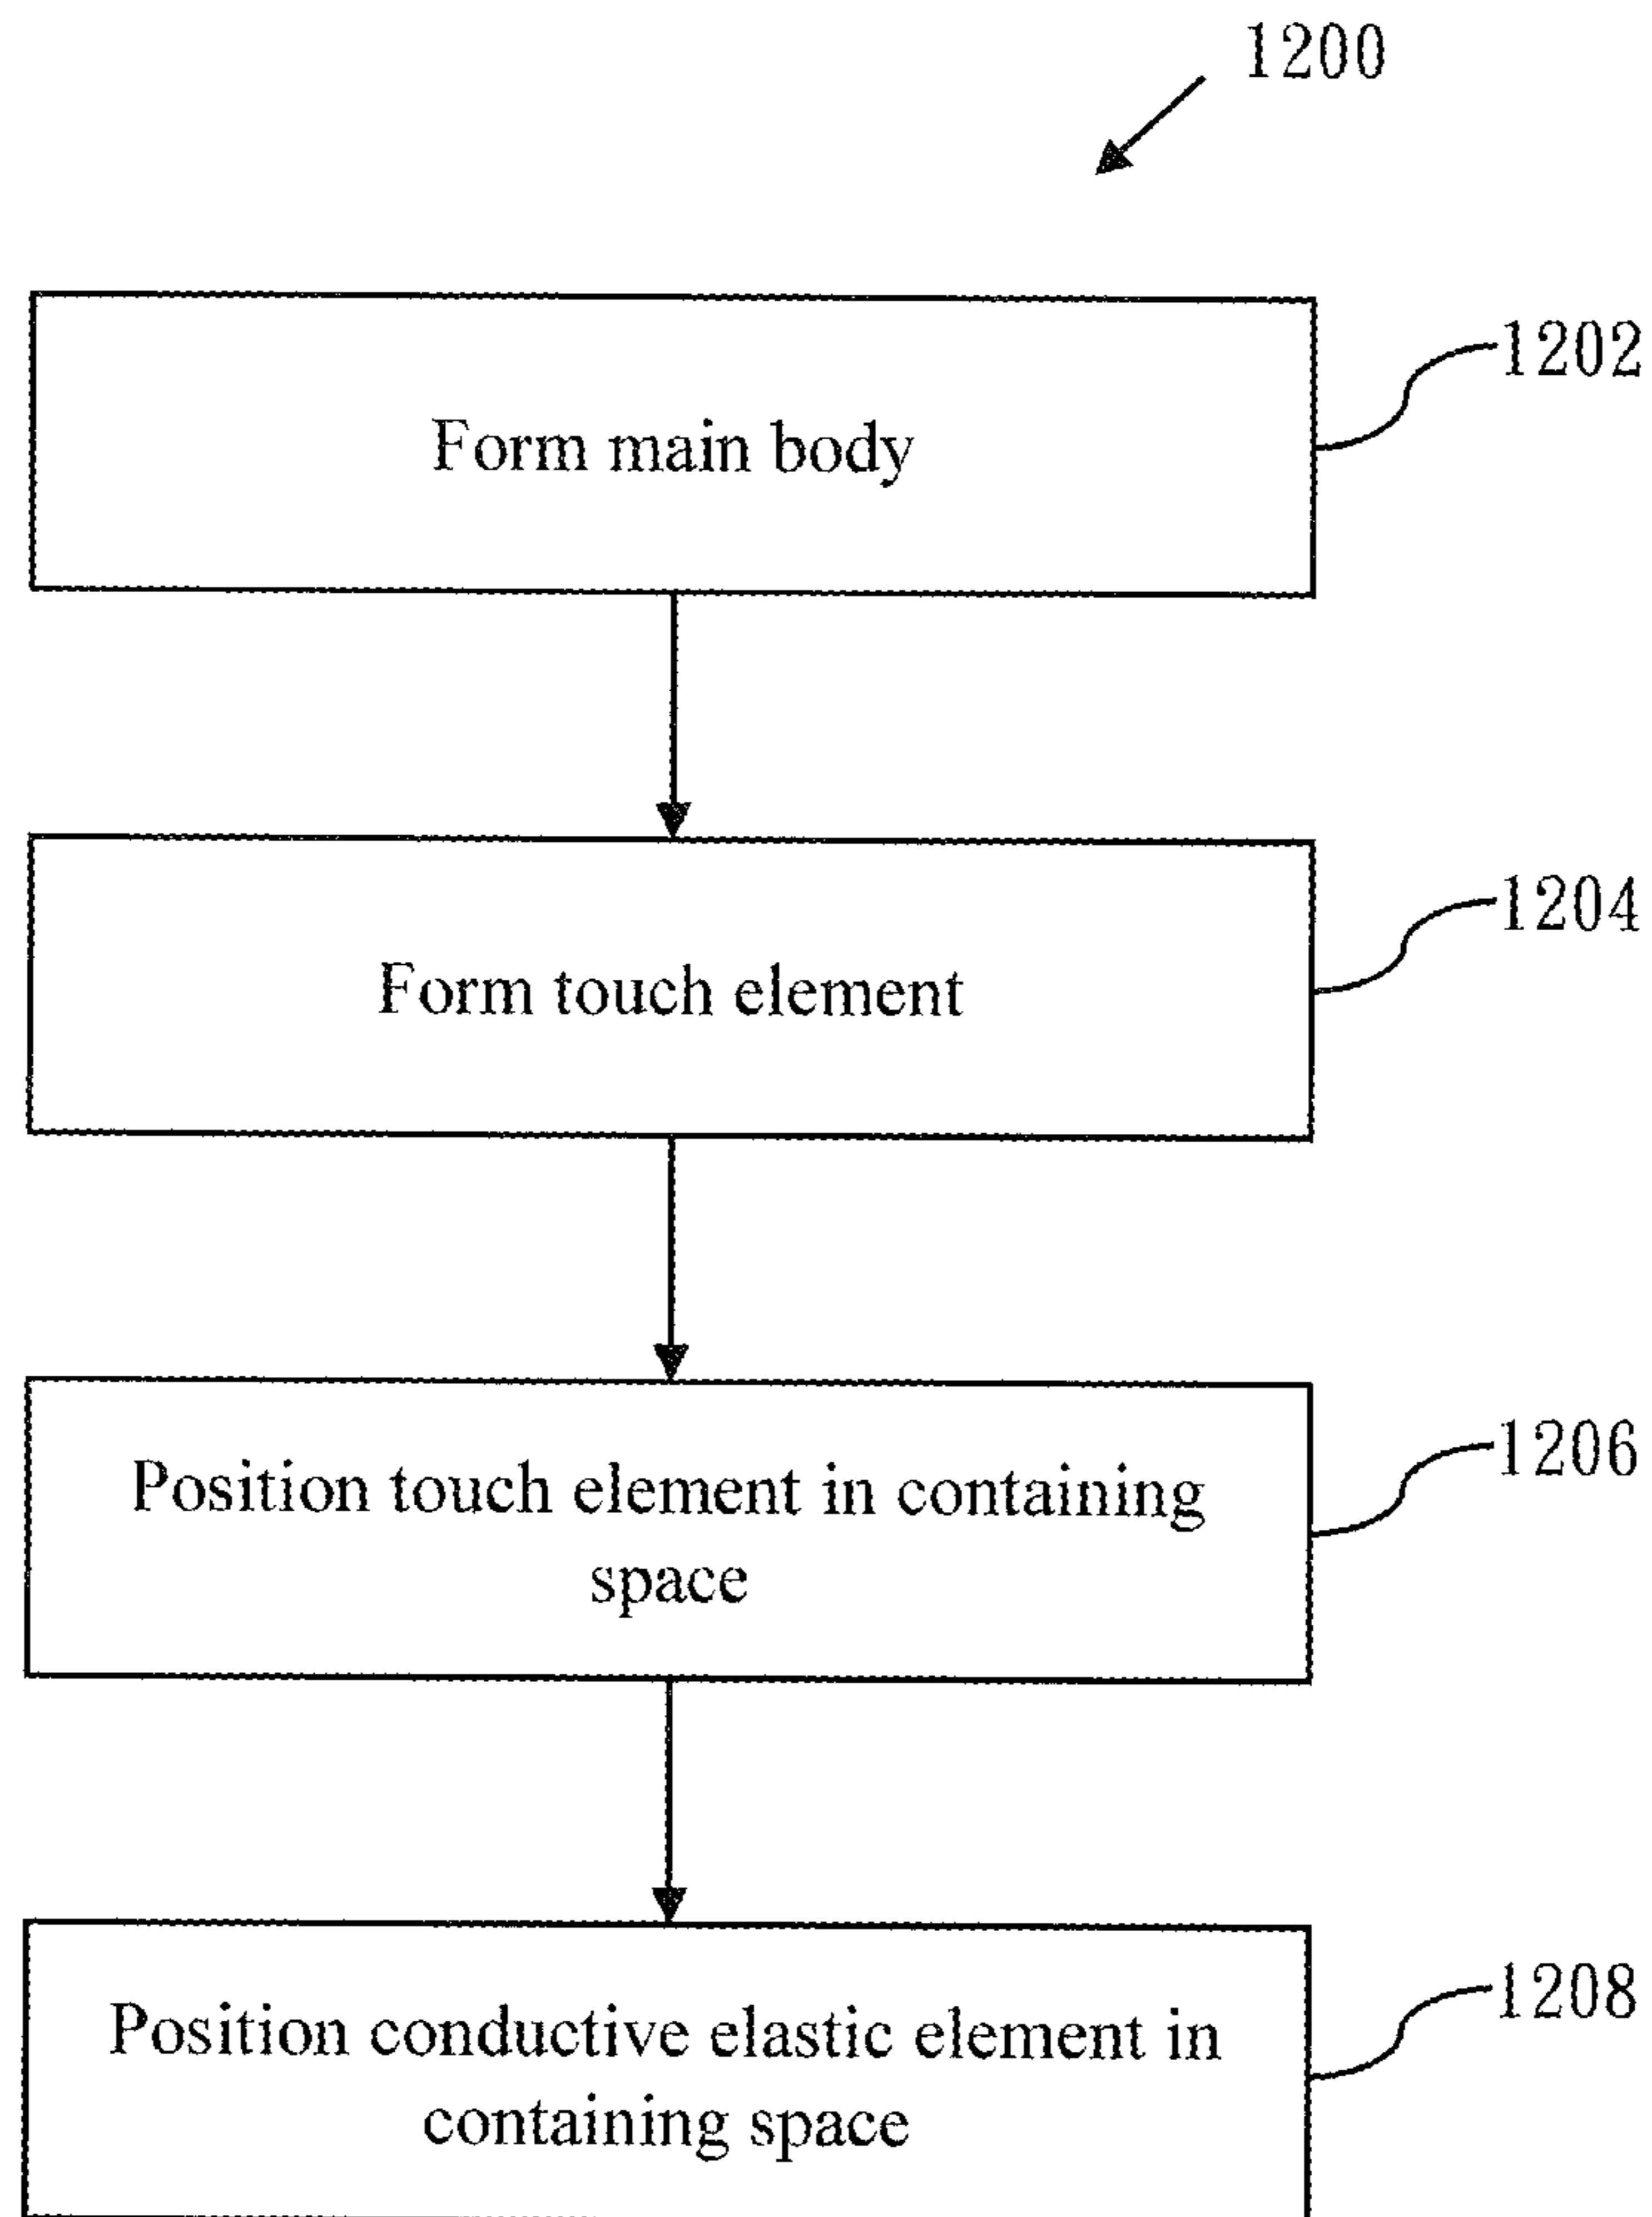 1200
Form main body
1202
Form touch element
1204
Position touch element in containing
space
1206
Position conductive elastic element in
containing space
1208